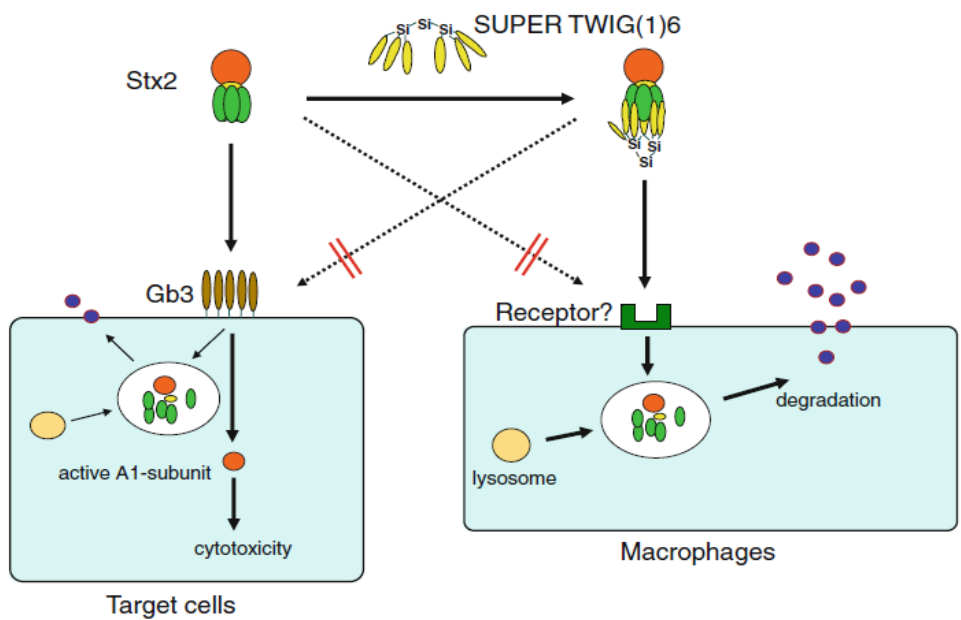 Si Si Si
SUPER TWIG(1)6
Stx2
Si Si
Si
Gb3
Receptor?
degradation
active A1-subunit
lysosome
cytotoxicity
Macrophages
Target cells